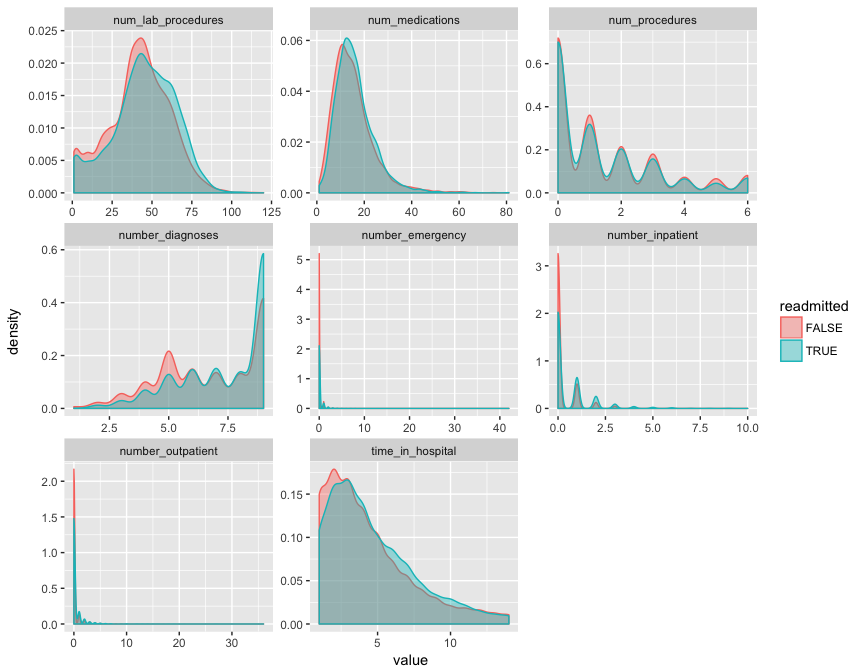 num_lab_procedures
num_medications
num_procedures
0.025
0.020
0.015
0.010
0.005
0.000
0 25 50 75 100 125
0.06
0.04
0.02
0.00
0 20 40 60 80
0.6
0.4
0.2
0.0
0 2 4 6
number_diagnoses
number_emergency
number_inpatient
0.6
0.4
0.2
0.0
2.5 5.0 7.5
5
4
3
2
1
0
0 10 20 30 40
3
2
1
0
0.0 2.5 5.0 7.5 10.0
number_outpatient
time_in_hospital
2.0
1.5
1.0
0.5
0.0
0 10 20 30
0.15
0.10
0.05
0.00
5 10
density
value
readmitted
FALSE
TRUE